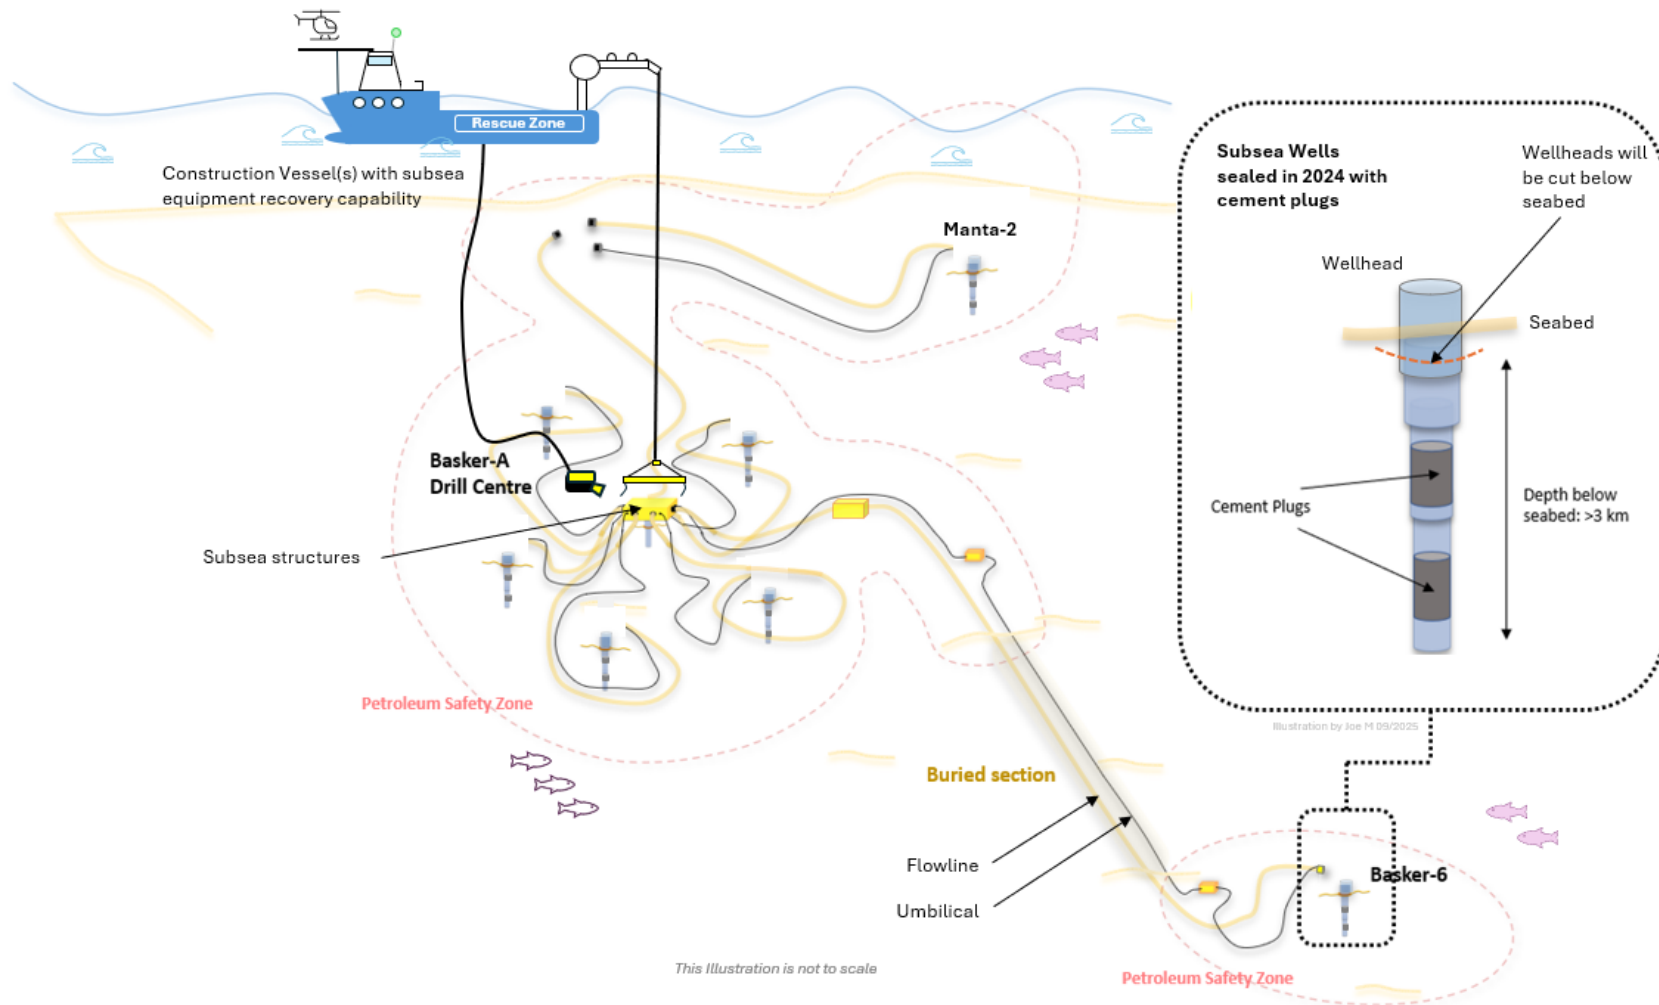 Rescue Zone
Construction Vessel(s) with subsea
equipment recovery capability
Manta-2
Basker-A
Drill Centre
Subsea structures
Petroleum Safety Zone
Buried section
Flowline
Umbilical
Basker-6
Petroleum Safety Zone
This Illustration is not to scale
Subsea Wells
sealed in 2024 with
cement plugs
Wellheads will
be cut below
seabed
Wellhead
Seabed
Cement Plugs
Depth below
seabed: >3 km
Illustration by Joe M 09/2025